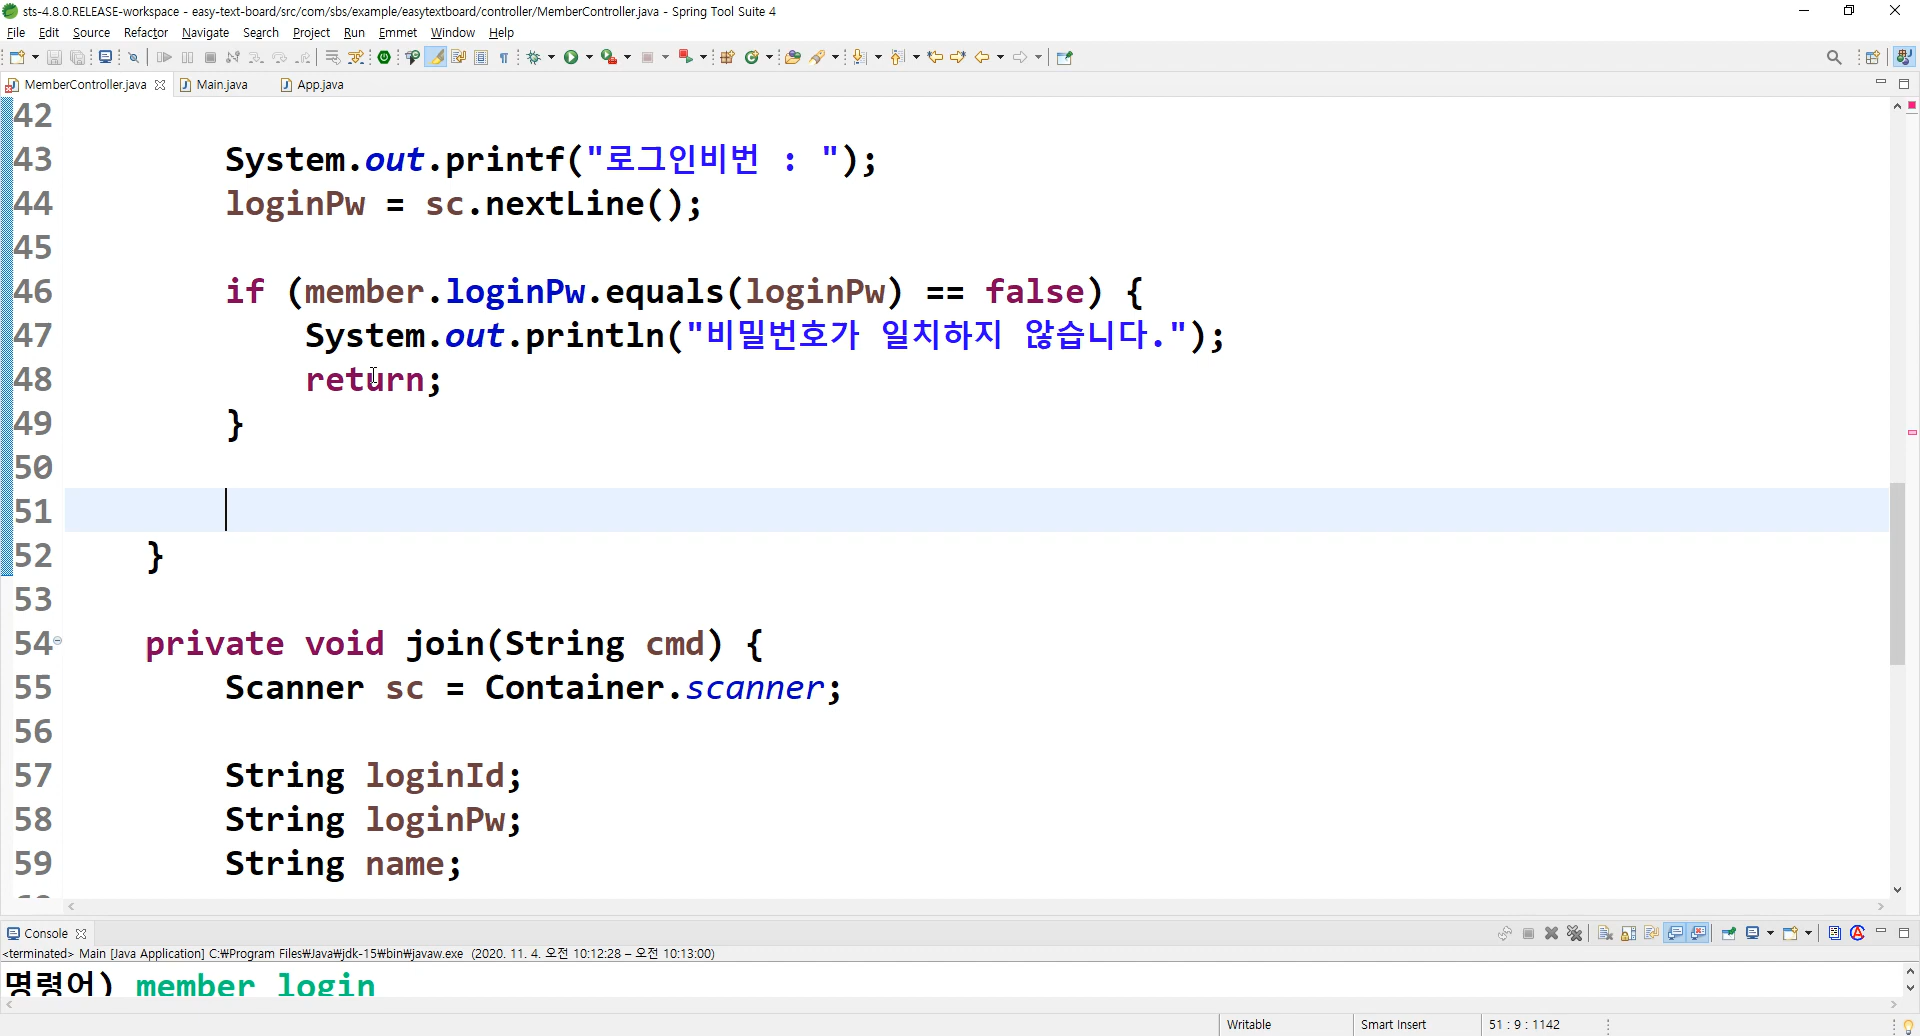 sts-4.8.0.RELEASE-workspace - easy-text-board/src/com/sbs/example/easytextboard/controller/MemberController.java - Spring Tool Suite 4
File Edit Source Refactor Navigate Search Project Run Emmet Window Help
MemberController.java Main.java App.java
42
43 System.out.printf("로그인비번 : ");
44 loginPw = sc.nextLine();
45
46 if (member.loginPw.equals(loginPw) == false) {
47 System.out.println("비밀번호가 일치하지 않습니다.");
48 return;
49 }
50
51
52 }
53
54 private void join(String cmd) {
55 Scanner sc = Container.scanner;
56
57 String loginId;
58 String loginPw;
59 String name;
Console
<terminated> Main [Java Application] C:₩Program Files₩Java₩jdk-15₩bin₩javaw.exe (2020. 11. 4. 오전 10:12:28 – 오전 10:13:00)
명령어) member login
Writable Smart Insert 51 : 9 : 1142